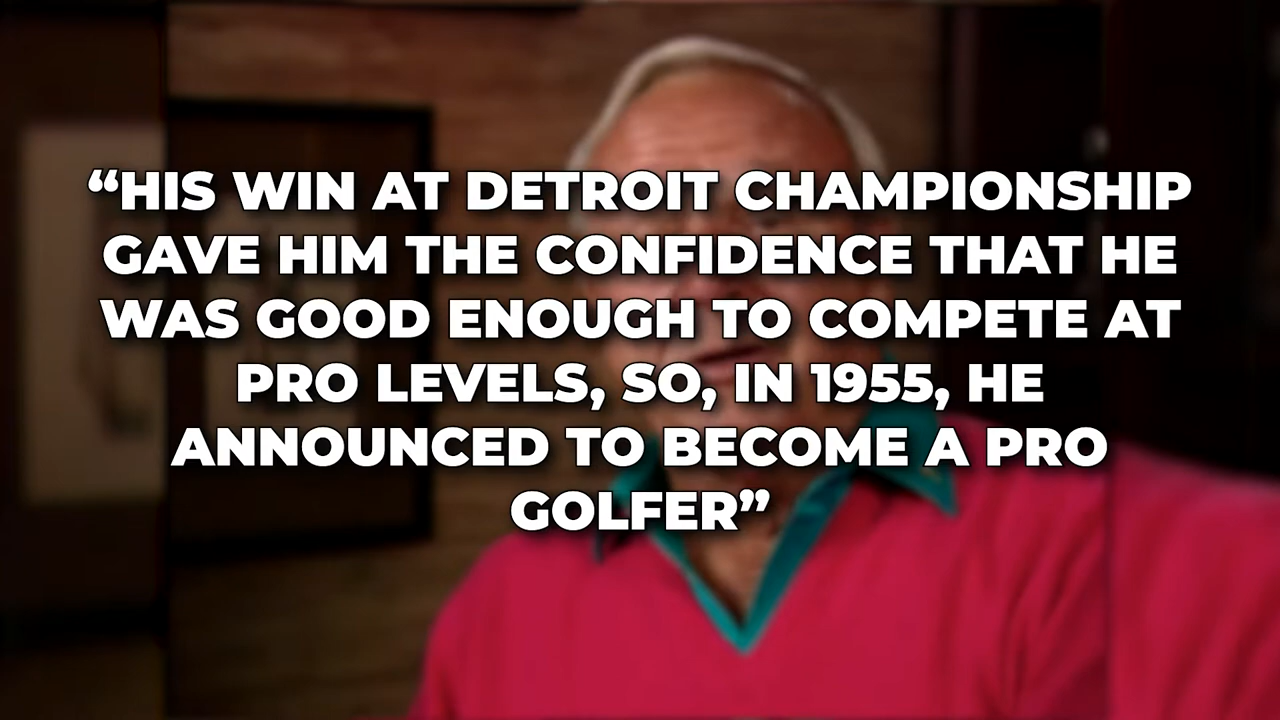 “HIS WIN AT DETROIT CHAMPIONSHIP
GAVE HIM THE CONFIDENCE THAT HE
WAS GOOD ENOUGH TO COMPETE AT
PRO LEVELS, SO, IN 1955, HE
ANNOUNCED TO BECOME A PRO
GOLFER”